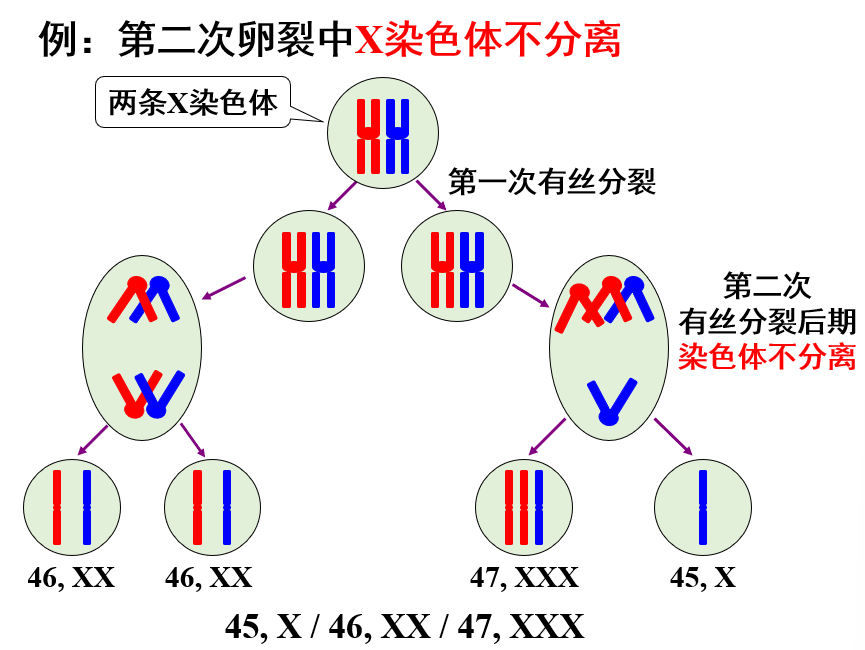 例：第二次卵裂中X染色体不分离
两条X染色体
第一次有丝分裂
第二次
有丝分裂后期
染色体不分离
46, XX
46, XX
47, XXX
45, X
45, X / 46, XX / 47, XXX